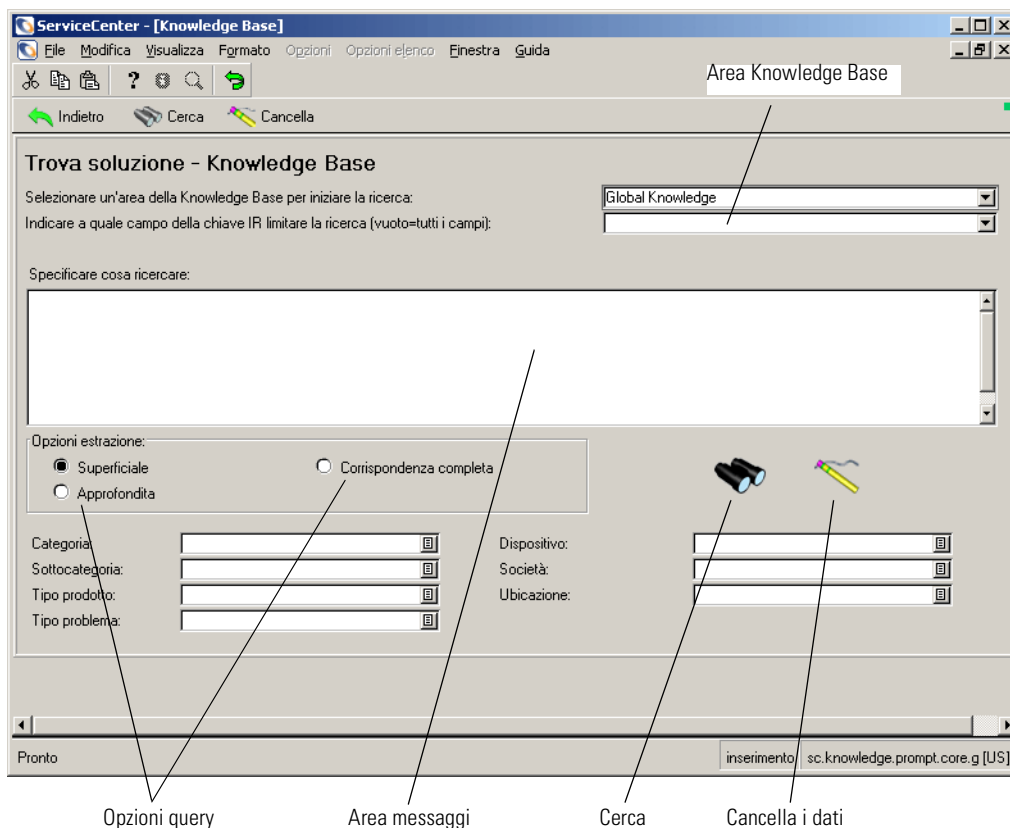 ServiceCenter - [Knowledge Base]
File Modifica Visualizza Formato Opzioni Opzioni elenco Finestra Guida
Area Knowledge Base
Indietro Cerca Cancella
Trova soluzione - Knowledge Base
Selezionare un'area della Knowledge Base per iniziare la ricerca: Global Knowledge
Indicare a quale campo della chiave IR limitare la ricerca (vuoto=tutti i campi):
Specificare cosa ricercare:
Opzioni estrazione:
Superficiale Corrispondenza completa
Approfondita
Categoria: Dispositivo:
Sottocategoria: Società:
Tipo prodotto: Ubicazione:
Tipo problema:
Pronto inserimento sc.knowledge.prompt.core.g [US]
Opzioni query Area messaggi Cerca Cancella i dati